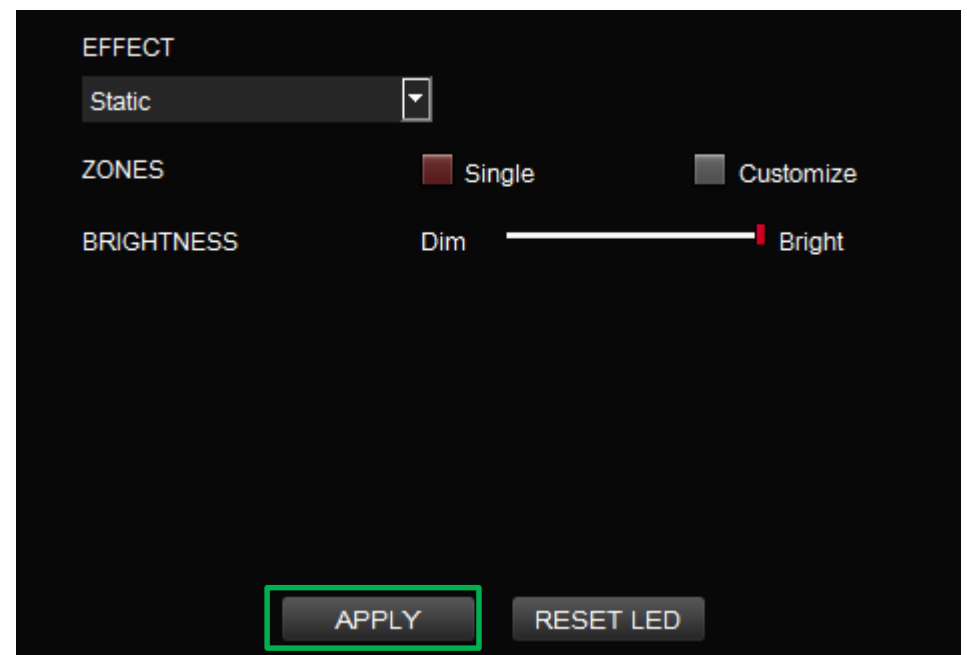 EFFECT
Static
ZONES Single Customize
BRIGHTNESS Dim Bright
APPLY RESET LED